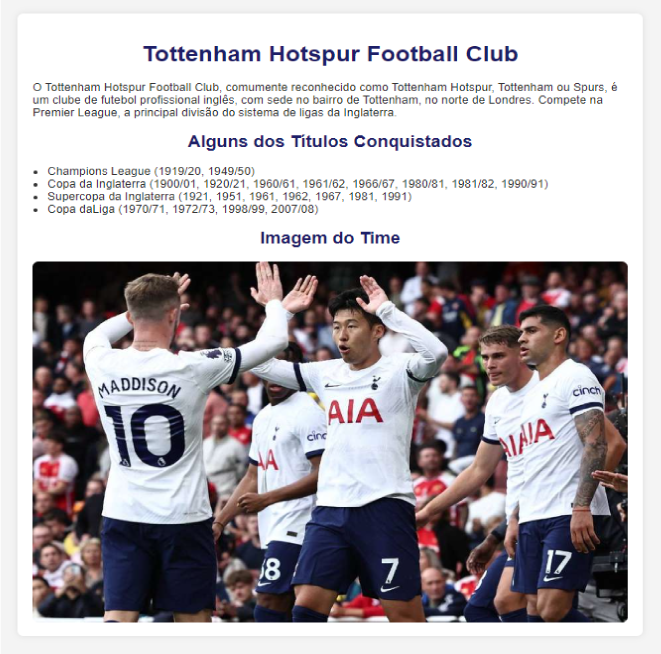 Tottenham Hotspur Football Club
O Tottenham Hotspur Football Club, comumente reconhecido como Tottenham Hotspur, Tottenham ou Spurs, é
um clube de futebol profissional inglês, com sede no bairro de Tottenham, no norte de Londres. Compete na
Premier League, a principal divisão do sistema de ligas da Inglaterra.
Alguns dos Títulos Conquistados
Champions League (1919/20, 1949/50)
Copa da Inglaterra (1900/01, 1920/21, 1960/61, 1961/62, 1966/67, 1980/81, 1981/82, 1990/91)
Supercopa da Inglaterra (1921, 1951, 1961, 1962, 1967, 1981, 1991)
Copa daLiga (1970/71, 1972/73, 1998/99, 2007/08)
Imagem do Time
MADDISON
10
cinch
AIA
AIA
7
AIA
cinch
17